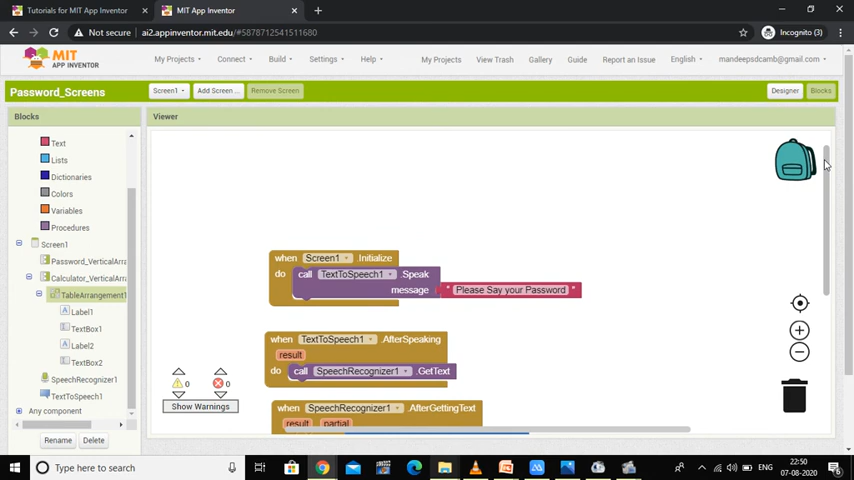 Tutorials for MIT App Inventor
MIT App Inventor
Not secure
ai2.appinventor.mit.edu/#5878712541511680
Incognito (3)
MIT
APP INVENTOR
My Projects
Connect
Build
Settings
Help
My Projects
View Trash
Gallery
Guide
Report an Issue
English
mandeepsdcamb@gmail.com
Password_Screens
Screen1
Add Screen ...
Remove Screen
Designer
Blocks
Blocks
Viewer
Text
Lists
Dictionaries
Colors
Variables
Procedures
Screen1
Password_VerticalArra
Calculator_VerticalArra
TableArrangement1
Label1
TextBox1
Label2
TextBox2
SpeechRecognizer1
TextToSpeech1
Any component
Rename
Delete
when Screen1 .Initialize
do call TextToSpeech1 .Speak
message " Please Say your Password "
when TextToSpeech1 .AfterSpeaking
result
do call SpeechRecognizer1 .GetText
when SpeechRecognizer1 .AfterGettingText
result partial
0 0
Show Warnings
Type here to search
ENG
22:50
07-08-2020